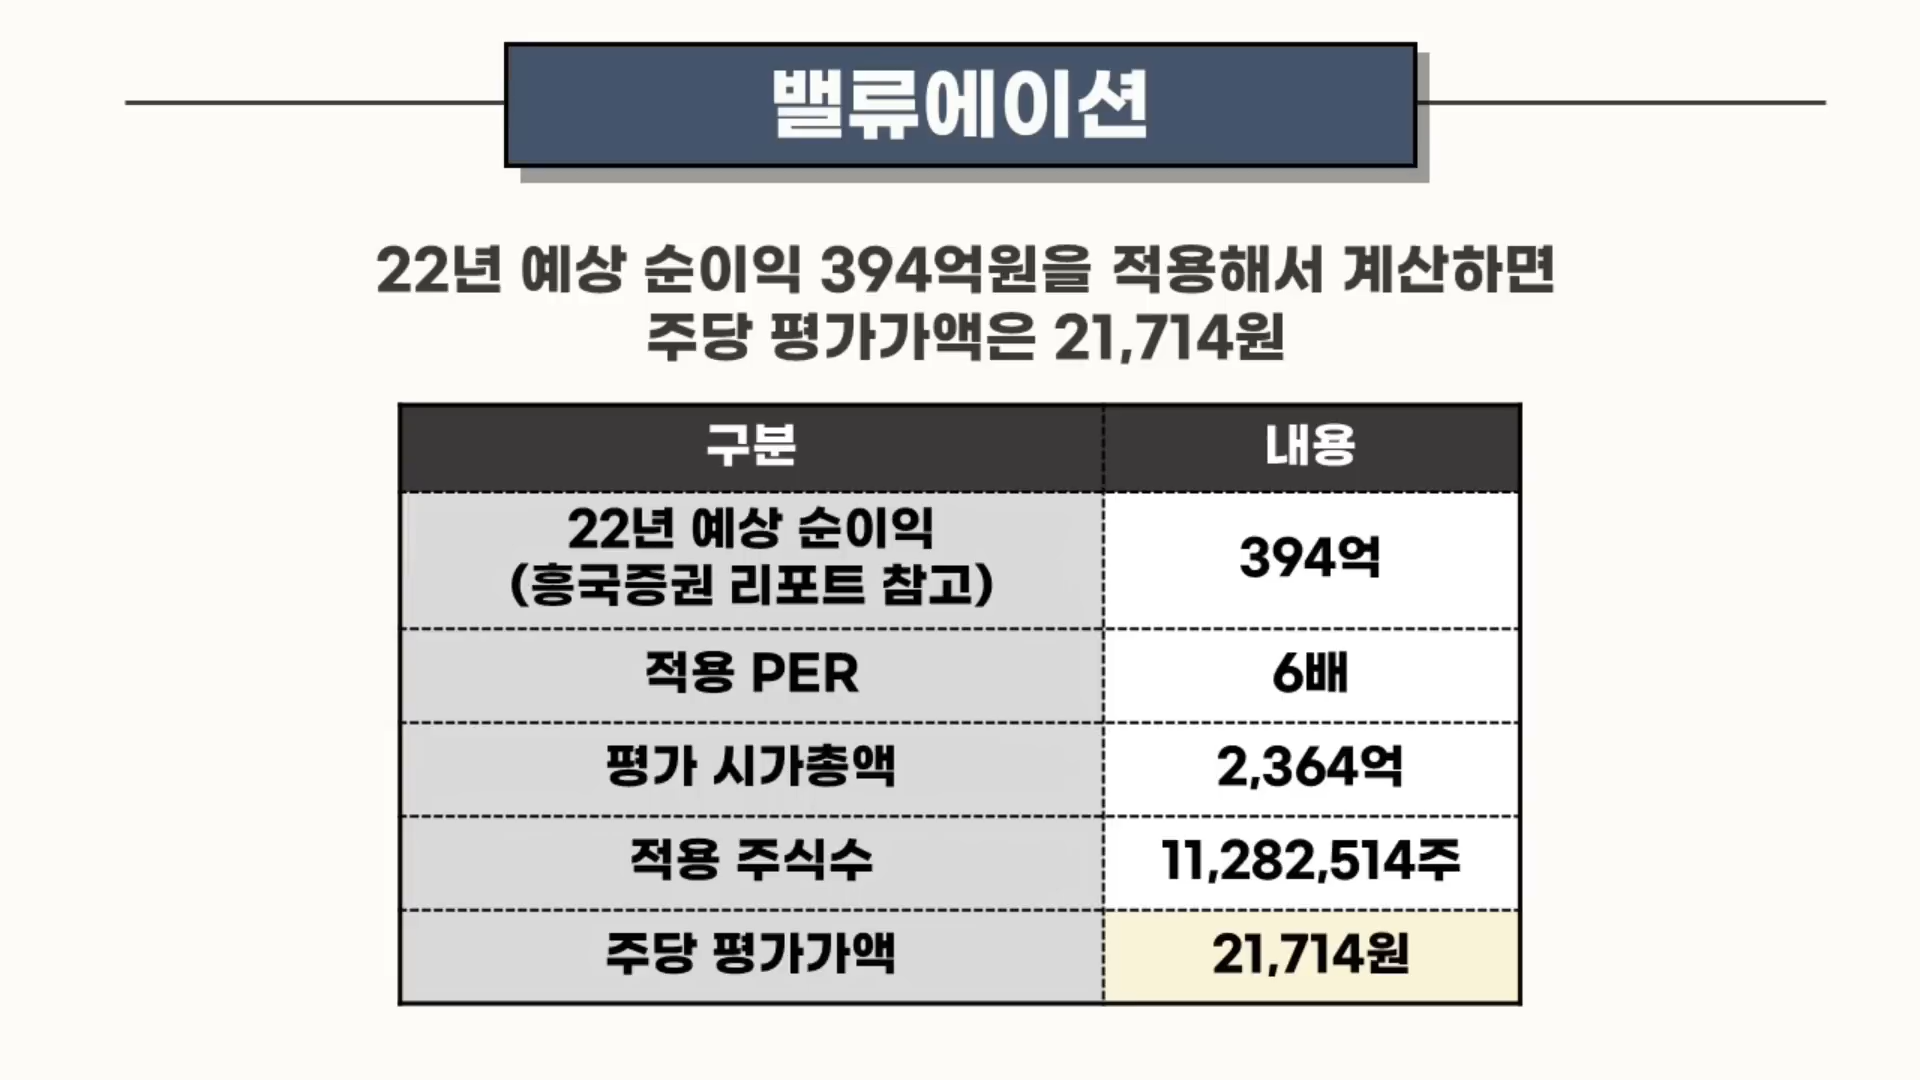 밸류에이션
22년 예상 순이익 394억원을 적용해서 계산하면
주당 평가가액은 21,714원
구분 내용
22년 예상 순이익
(흥국증권 리포트 참고) 394억
적용 PER 6배
평가 시가총액 2,364억
적용 주식수 11,282,514주
주당 평가가액 21,714원